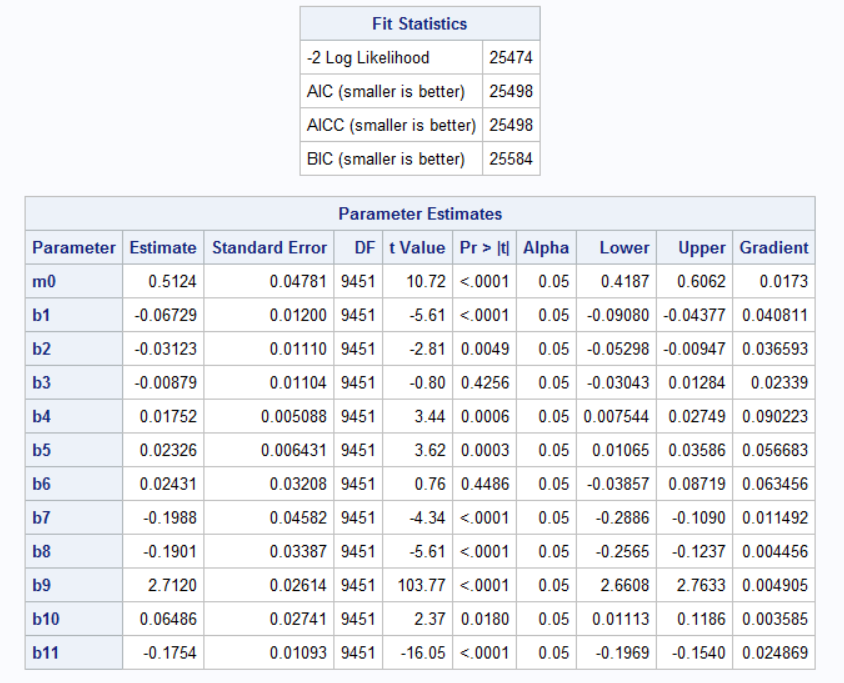 Fit Statistics
-2 Log Likelihood 25474
AIC (smaller is better) 25498
AICC (smaller is better) 25498
BIC (smaller is better) 25584
Parameter Estimates
Parameter Estimate Standard Error DF t Value Pr > |t| Alpha Lower Upper Gradient
m0 0.5124 0.04781 9451 10.72 <.0001 0.05 0.4187 0.6062 0.0173
b1 -0.06729 0.01200 9451 -5.61 <.0001 0.05 -0.09080 -0.04377 0.040811
b2 -0.03123 0.01110 9451 -2.81 0.0049 0.05 -0.05298 -0.00947 0.036593
b3 -0.00879 0.01104 9451 -0.80 0.4256 0.05 -0.03043 0.01284 0.02339
b4 0.01752 0.005088 9451 3.44 0.0006 0.05 0.007544 0.02749 0.090223
b5 0.02326 0.006431 9451 3.62 0.0003 0.05 0.01065 0.03586 0.056683
b6 0.02431 0.03208 9451 0.76 0.4486 0.05 -0.03857 0.08719 0.063456
b7 -0.1988 0.04582 9451 -4.34 <.0001 0.05 -0.2886 -0.1090 0.011492
b8 -0.1901 0.03387 9451 -5.61 <.0001 0.05 -0.2565 -0.1237 0.004456
b9 2.7120 0.02614 9451 103.77 <.0001 0.05 2.6608 2.7633 0.004905
b10 0.06486 0.02741 9451 2.37 0.0180 0.05 0.01113 0.1186 0.003585
b11 -0.1754 0.01093 9451 -16.05 <.0001 0.05 -0.1969 -0.1540 0.024869